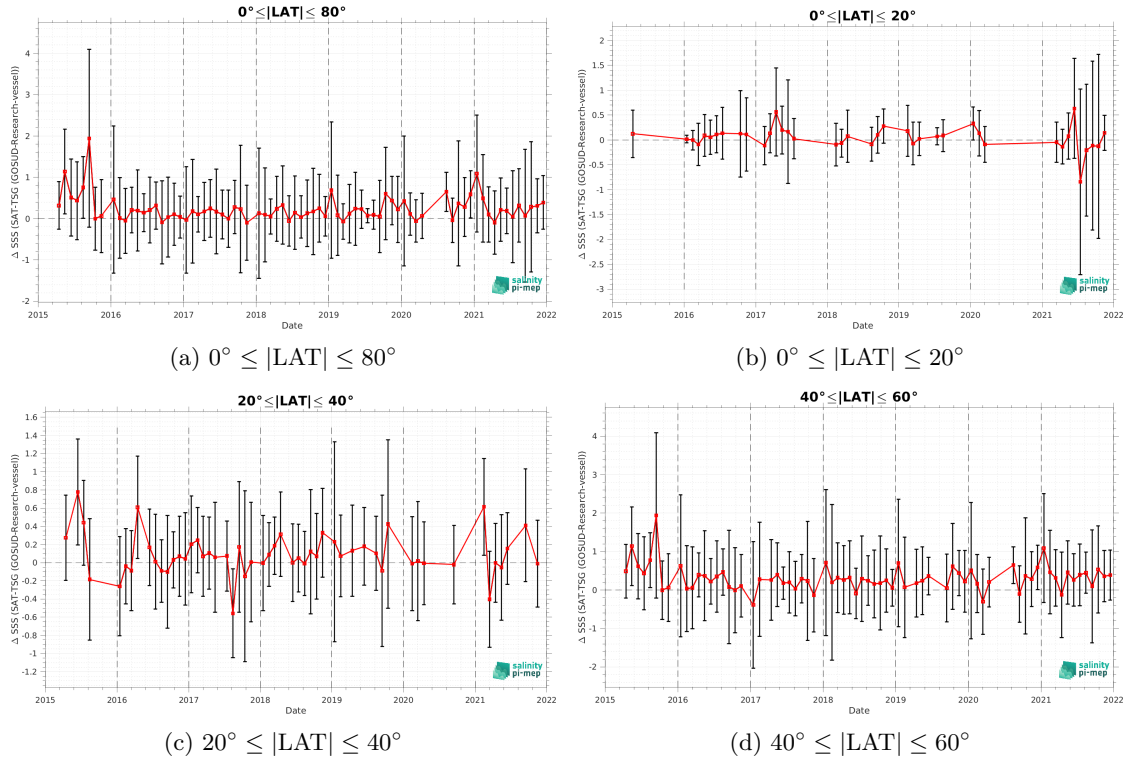 0°≤|LAT|≤ 80°
Δ SSS (SAT-TSG (GOSUD-Research-vessel))
4
3
2
1
0
-1
-2
2015 2016 2017 2018 2019 2020 2021 2022
Date
salinity
pi-mep
(a) 0° ≤ |LAT| ≤ 80°
0°≤|LAT|≤ 20°
Δ SSS (SAT-TSG (GOSUD-Research-vessel))
2
1.5
1
0.5
0
-0.5
-1
-1.5
-2
-2.5
-3
2015 2016 2017 2018 2019 2020 2021 2022
Date
salinity
pi-mep
(b) 0° ≤ |LAT| ≤ 20°
20°≤|LAT|≤ 40°
Δ SSS (SAT-TSG (GOSUD-Research-vessel))
1.6
1.4
1.2
1
0.8
0.6
0.4
0.2
0
-0.2
-0.4
-0.6
-0.8
-1
-1.2
2015 2016 2017 2018 2019 2020 2021 2022
Date
salinity
pi-mep
(c) 20° ≤ |LAT| ≤ 40°
40°≤|LAT|≤ 60°
Δ SSS (SAT-TSG (GOSUD-Research-vessel))
4
3
2
1
0
-1
-2
2015 2016 2017 2018 2019 2020 2021 2022
Date
salinity
pi-mep
(d) 40° ≤ |LAT| ≤ 60°